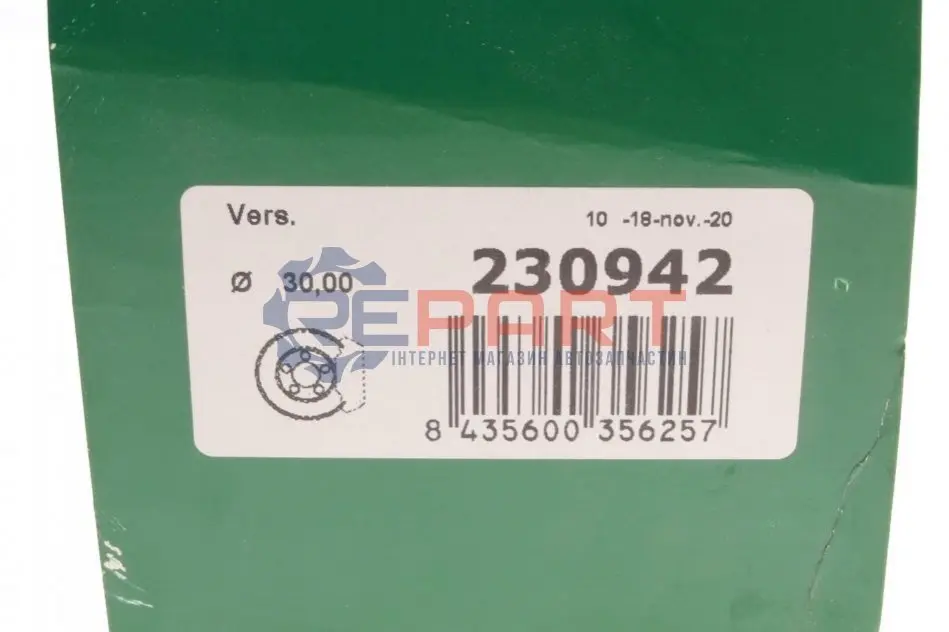 Vers.
10 -18-nov.-20
Ø 30,00
230942
REPART
ІНТЕРНЕТ МАГАЗИН АВТОЗАПЧАСТИН
8 435600 356257